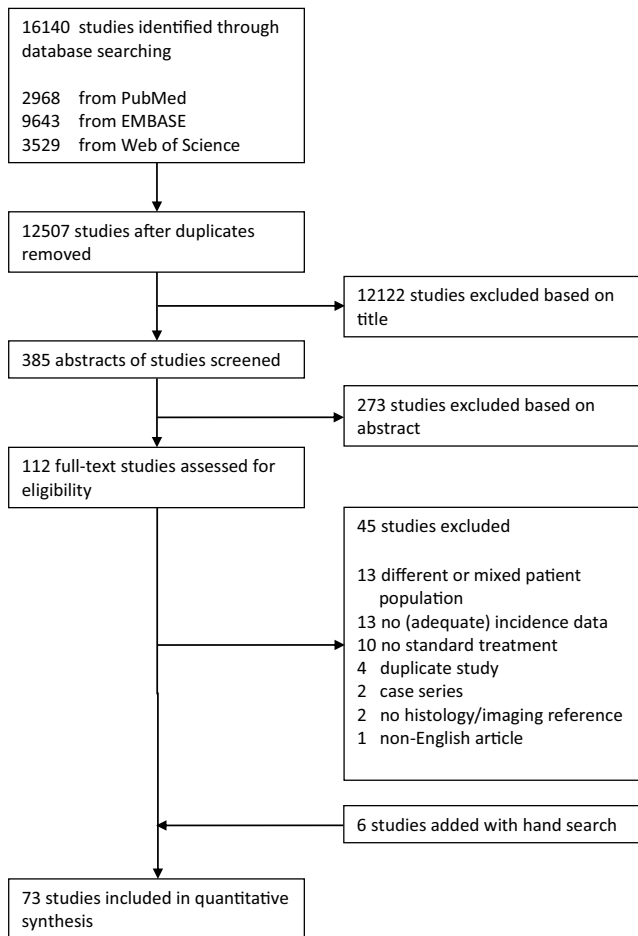 16140 studies identified through
database searching
2968 from PubMed
9643 from EMBASE
3529 from Web of Science
12507 studies after duplicates
removed
12122 studies excluded based on
title
385 abstracts of studies screened
273 studies excluded based on
abstract
112 full-text studies assessed for
eligibility
45 studies excluded
13 different or mixed patient
population
13 no (adequate) incidence data
10 no standard treatment
4 duplicate study
2 case series
2 no histology/imaging reference
1 non-English article
6 studies added with hand search
73 studies included in quantitative
synthesis